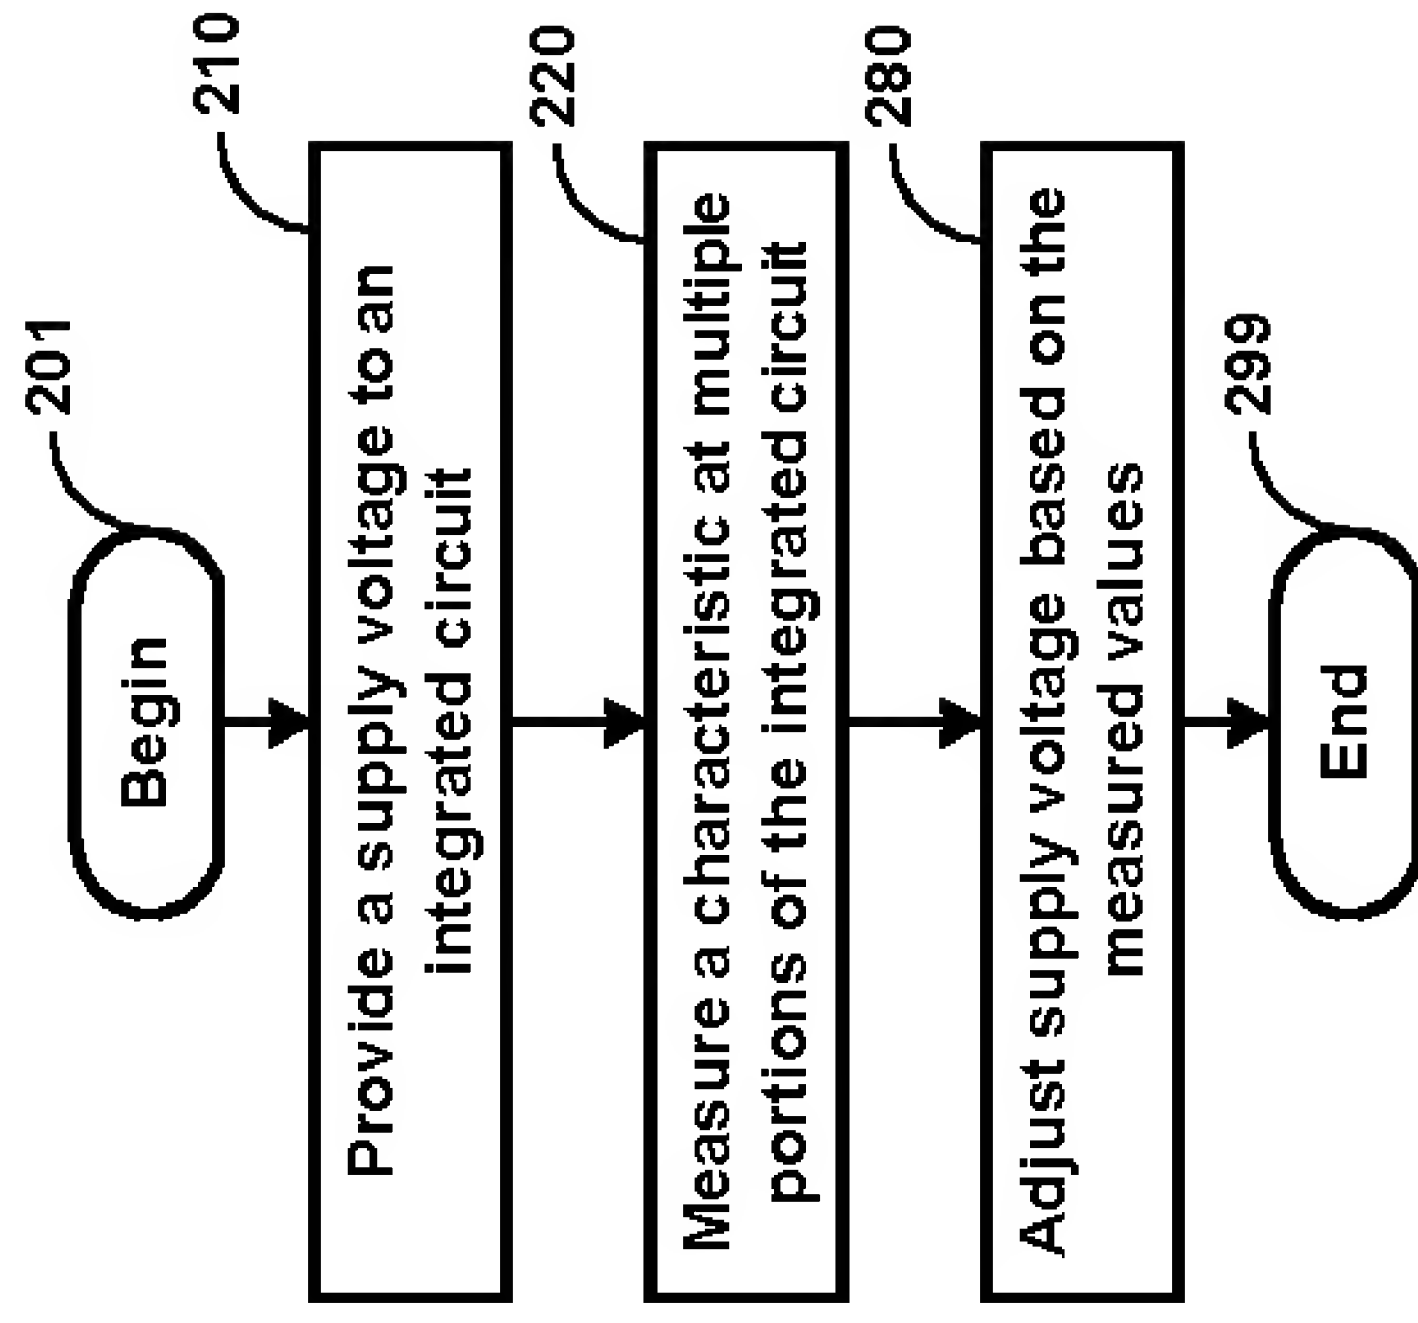 201
Begin
210
Provide a supply voltage to an
integrated circuit
220
Measure a characteristic at multiple
portions of the integrated circuit
280
Adjust supply voltage based on the
measured values
299
End